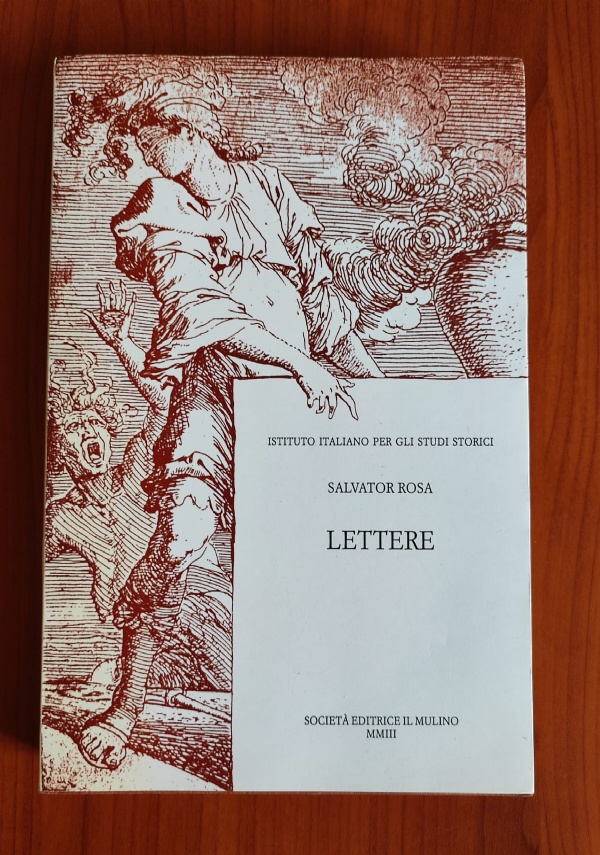 ISTITUTO ITALIANO PER GLI STUDI STORICI
SALVATOR ROSA
LETTERE
SOCIETÀ EDITRICE IL MULINO
MMIII